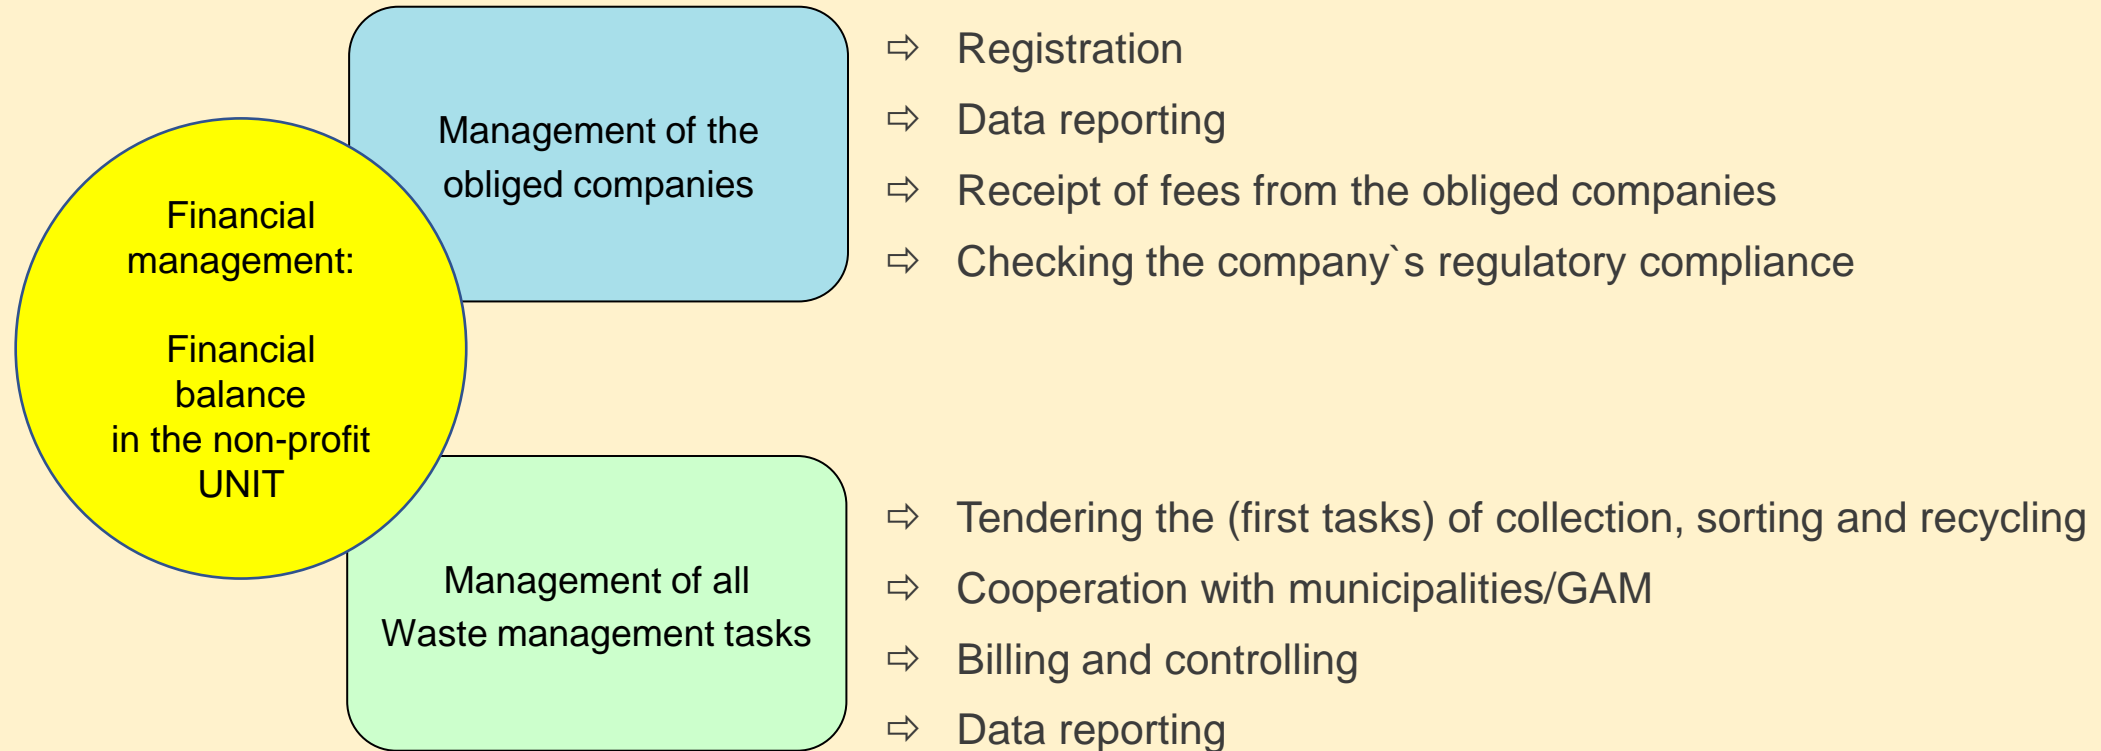 Financial
management:
Financial
balance
in the non-profit
UNIT
Management of the
obliged companies
⇨ Registration
⇨ Data reporting
⇨ Receipt of fees from the obliged companies
⇨ Checking the company`s regulatory compliance
Management of all
Waste management tasks
⇨ Tendering the (first tasks) of collection, sorting and recycling
⇨ Cooperation with municipalities/GAM
⇨ Billing and controlling
⇨ Data reporting